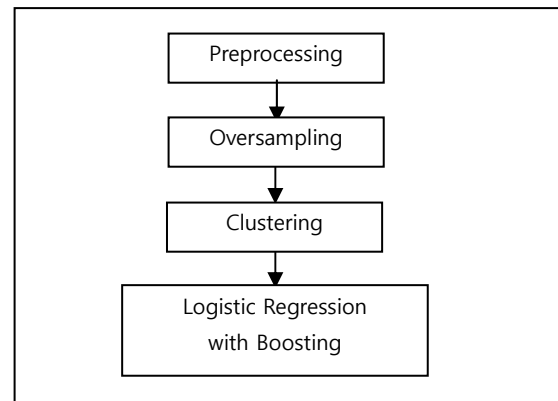 Preprocessing
Oversampling
Clustering
Logistic Regression
with Boosting